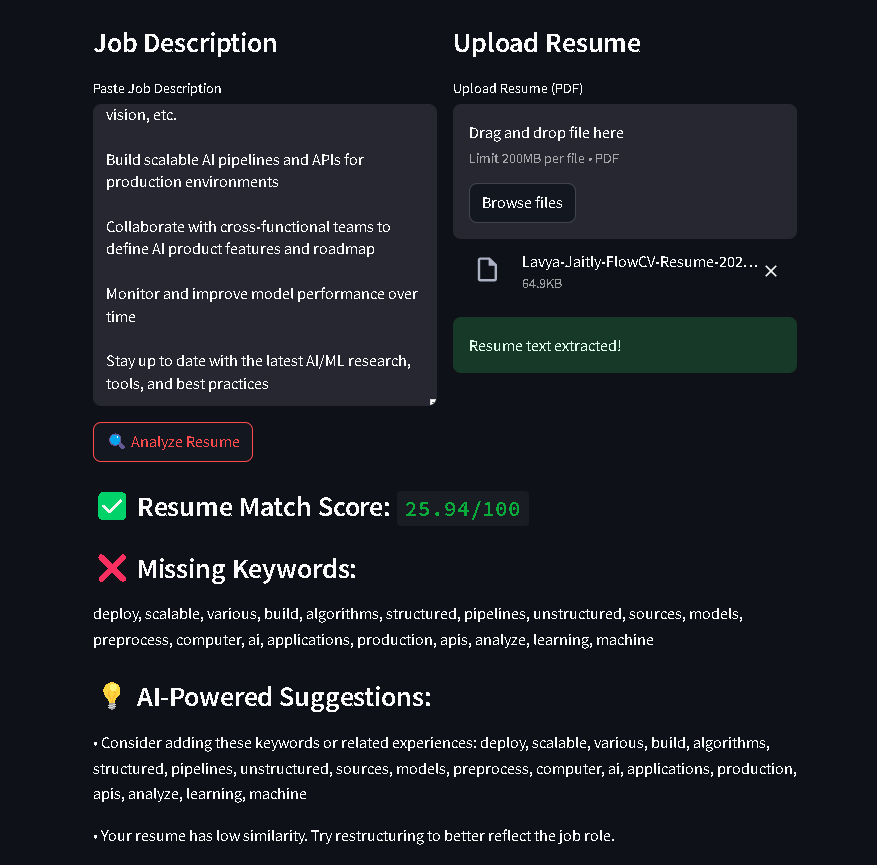 Job Description
Paste Job Description
vision, etc.
Build scalable AI pipelines and APIs for
production environments
Collaborate with cross-functional teams to
define AI product features and roadmap
Monitor and improve model performance over
time
Stay up to date with the latest AI/ML research,
tools, and best practices
Upload Resume
Upload Resume (PDF)
Drag and drop file here
Limit 200MB per file • PDF
Browse files
Lavya-Jaitly-FlowCV-Resume-202...
64.9KB
Resume text extracted!
Analyze Resume
Resume Match Score: 25.94/100
Missing Keywords:
deploy, scalable, various, build, algorithms, structured, pipelines, unstructured, sources, models,
preprocess, computer, ai, applications, production, apis, analyze, learning, machine
AI-Powered Suggestions:
• Consider adding these keywords or related experiences: deploy, scalable, various, build, algorithms,
structured, pipelines, unstructured, sources, models, preprocess, computer, ai, applications, production,
apis, analyze, learning, machine
• Your resume has low similarity. Try restructuring to better reflect the job role.